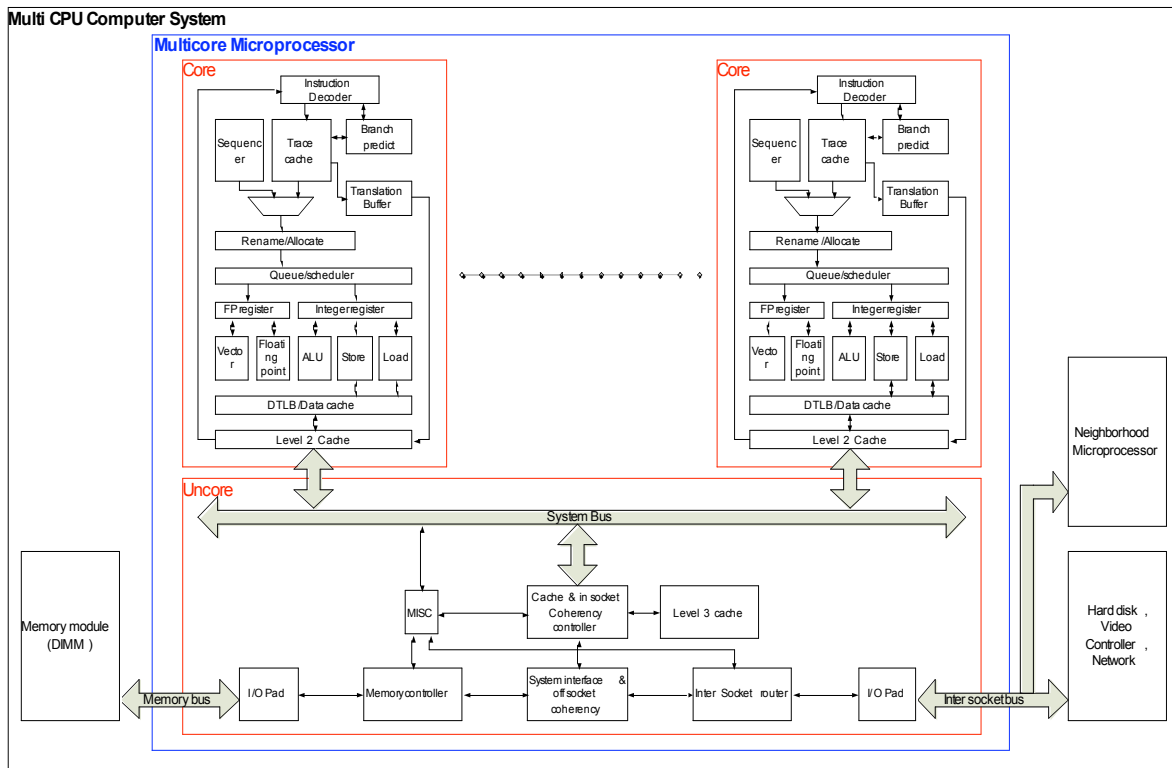 Multi CPU Computer System
Multicore Microprocessor
Core
Instruction
Decoder
Sequenc
er
Trace
cache
Branch
predict
Translation
Buffer
Rename/Allocate
Queue/scheduler
FP register
Integer register
Vecto
r
Floati
ng
point
ALU
Store
Load
DTLB/Data cache
Level 2 Cache
Core
Instruction
Decoder
Sequenc
er
Trace
cache
Branch
predict
Translation
Buffer
Rename/Allocate
Queue/scheduler
FP register
Integer register
Vecto
r
Floati
ng
point
ALU
Store
Load
DTLB/Data cache
Level 2 Cache
Uncore
System Bus
MISC
Cache & in socket
Coherency
controller
Level 3 cache
Memory module
(DIMM)
Memory bus
I/O Pad
Memory controller
System interface &
off socket
coherency
Inter Socket router
I/O Pad
Inter socket bus
Neighborhood
Microprocessor
Hard disk,
Video
Controller,
Network